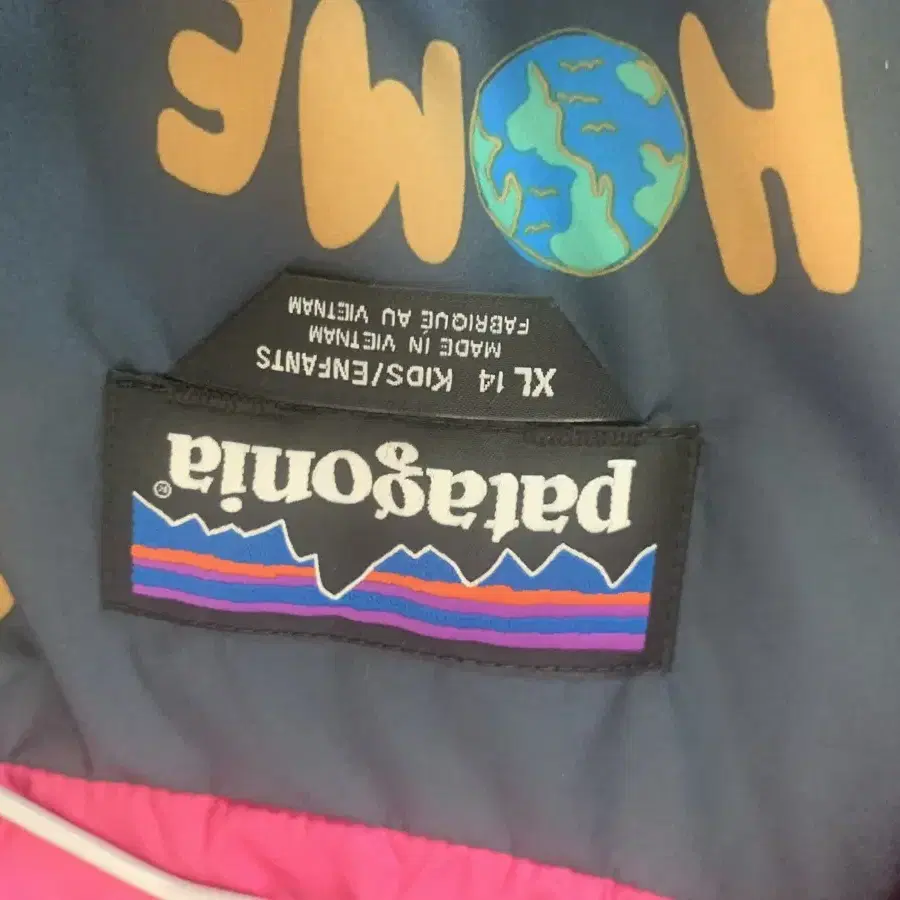 patagonia®
XL 14 KIDS/ENFANTS
MADE IN VIETNAM
FABRIQUÉ AU VIETNAM
HOME